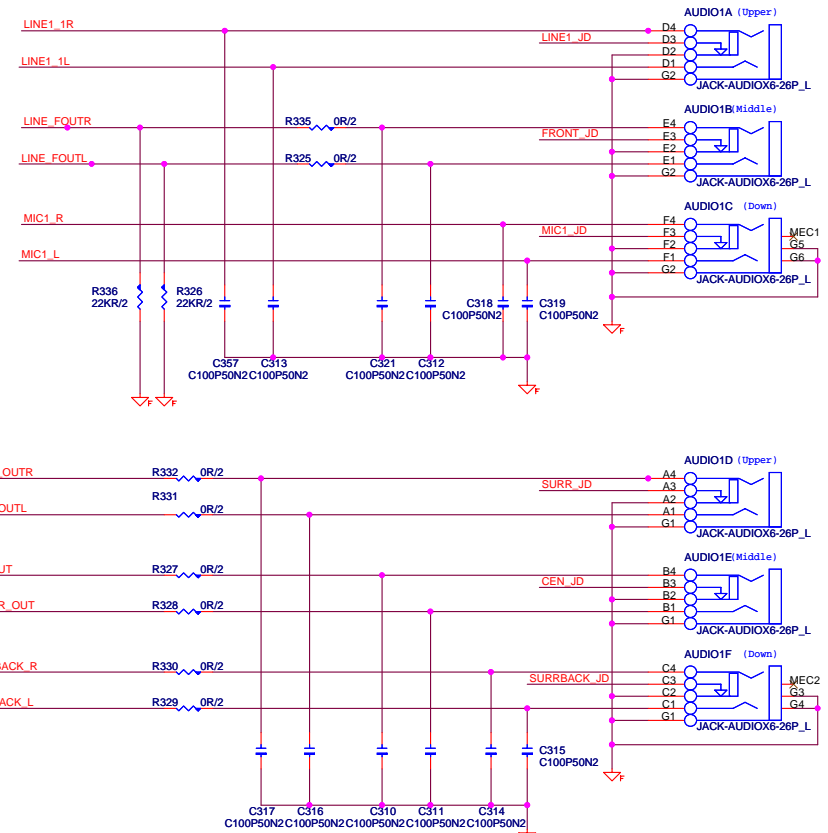 AUDIO1A (Upper)
LINE1_1R
D4
LINE1_JD
D3
D2
LINE1_1L
D1
G2
JACK-AUDIOX6-26P_L
AUDIO1B(Middle)
LINE_FOUTR
R335 0R/2
E4
FRONT_JD
E3
E2
LINE_FOUTL
R325 0R/2
E1
G2
JACK-AUDIOX6-26P_L
AUDIO1C (Down)
MIC1_R
F4
MIC1_JD
F3
MEC1
F2
G5
MIC1_L
F1
G6
G2
JACK-AUDIOX6-26P_L
R336
22KR/2
R326
22KR/2
C318
C100P50N2
C319
C100P50N2
F
C357
C100P50N2
C313
C100P50N2
C321
C100P50N2
C312
C100P50N2
F
F
F
AUDIO1D (Upper)
_OUTR
R332 0R/2
A4
SURR_JD
A3
R331
A2
OUTL
0R/2
A1
G1
JACK-AUDIOX6-26P_L
AUDIO1E(Middle)
UT
R327 0R/2
B4
CEN_JD
B3
B2
R_OUT
R328 0R/2
B1
G1
JACK-AUDIOX6-26P_L
AUDIO1F (Down)
BACK_R
R330 0R/2
C4
SURRBACK_JD
C3
MEC2
C2
G3
ACK_L
R329 0R/2
C1
G4
G1
JACK-AUDIOX6-26P_L
C315
C100P50N2
F
C317
C100P50N2
C316
C100P50N2
C310
C100P50N2
C311
C100P50N2
C314
C100P50N2